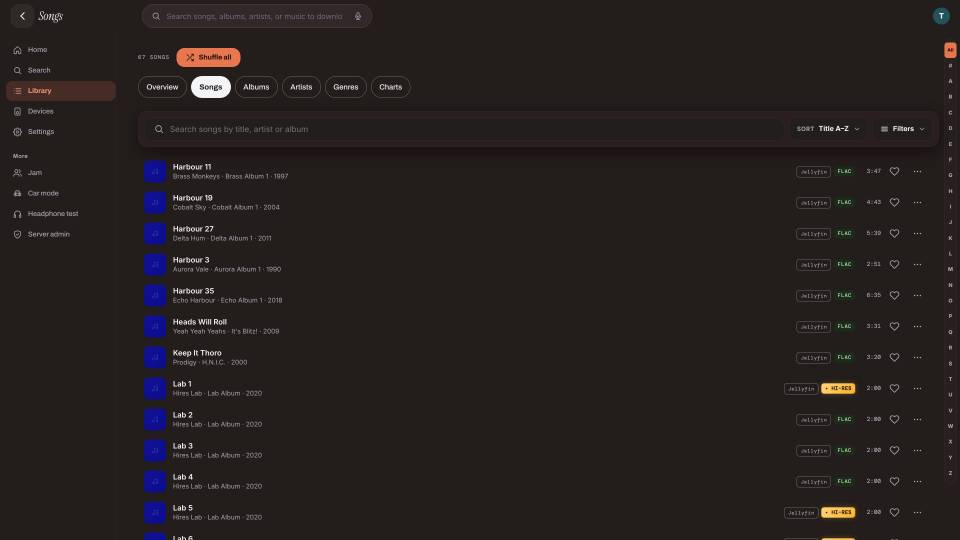 Songs
Search songs, albums, artists, or music to downlo
T
Home
Search
Library
Devices
Settings
More
Jam
Car mode
Headphone test
Server admin
67 SONGS
Shuffle all
Overview
Songs
Albums
Artists
Genres
Charts
Search songs by title, artist or album
SORT Title A–Z
Filters
Harbour 11
Brass Monkeys · Brass Album 1 · 1997
Jellyfin FLAC 3:47
Harbour 19
Cobalt Sky · Cobalt Album 1 · 2004
Jellyfin FLAC 4:43
Harbour 27
Delta Hum · Delta Album 1 · 2011
Jellyfin FLAC 5:39
Harbour 3
Aurora Vale · Aurora Album 1 · 1990
Jellyfin FLAC 2:51
Harbour 35
Echo Harbour · Echo Album 1 · 2018
Jellyfin FLAC 6:35
Heads Will Roll
Yeah Yeah Yeahs · It's Blitz! · 2009
Jellyfin FLAC 3:31
Keep It Thoro
Prodigy · H.N.I.C. · 2000
Jellyfin FLAC 3:20
Lab 1
Hires Lab · Lab Album · 2020
Jellyfin HI-RES 2:00
Lab 2
Hires Lab · Lab Album · 2020
Jellyfin FLAC 2:00
Lab 3
Hires Lab · Lab Album · 2020
Jellyfin FLAC 2:00
Lab 4
Hires Lab · Lab Album · 2020
Jellyfin FLAC 2:00
Lab 5
Hires Lab · Lab Album · 2020
Jellyfin HI-RES 2:00
Lab 6
#
A
B
C
D
E
F
G
H
I
J
K
L
M
N
O
P
Q
R
S
T
U
V
W
X
Y
Z